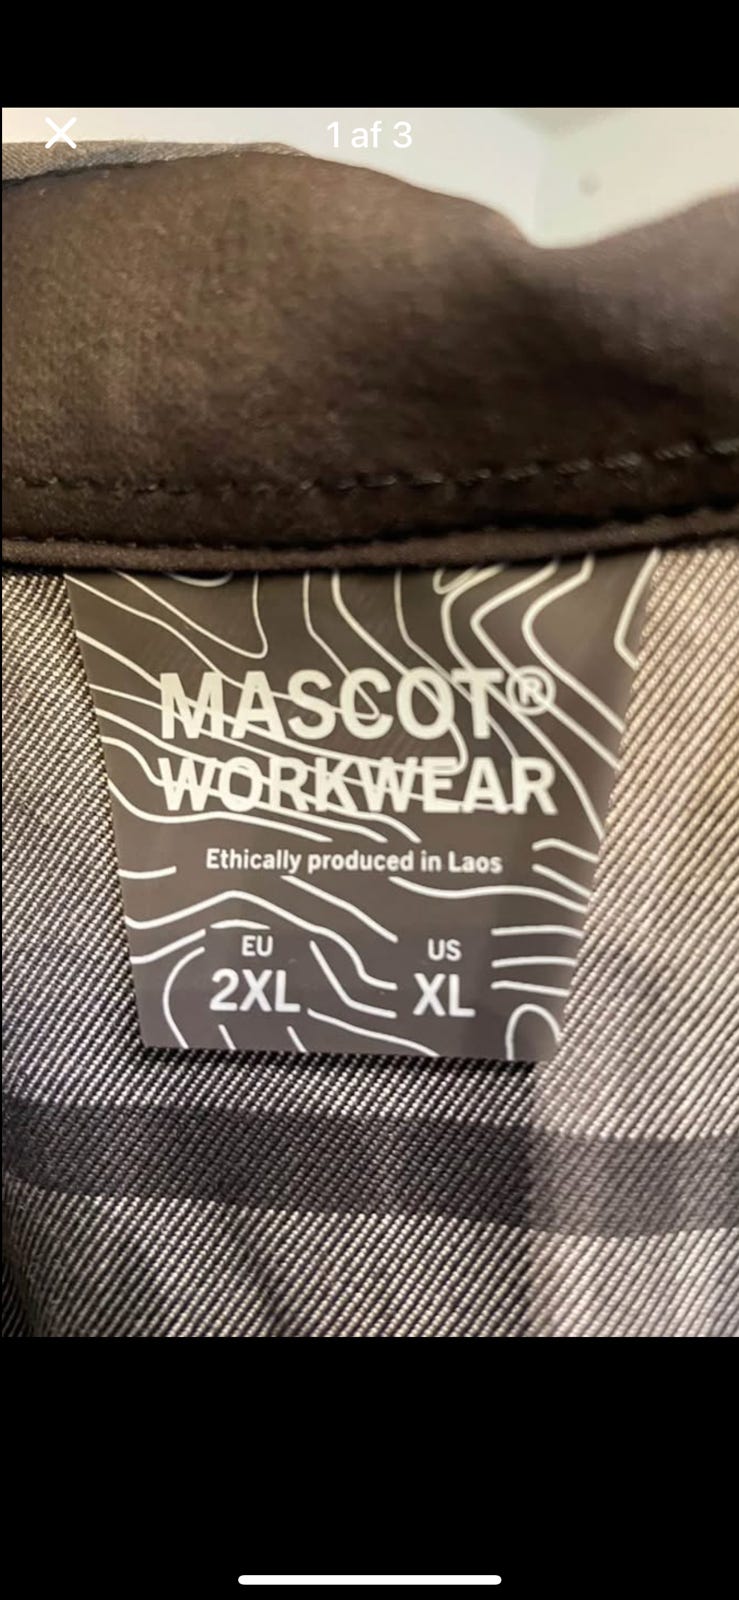 1 af 3
MASCOT®
WORKWEAR
Ethically produced in Laos
EU US
2XL XL